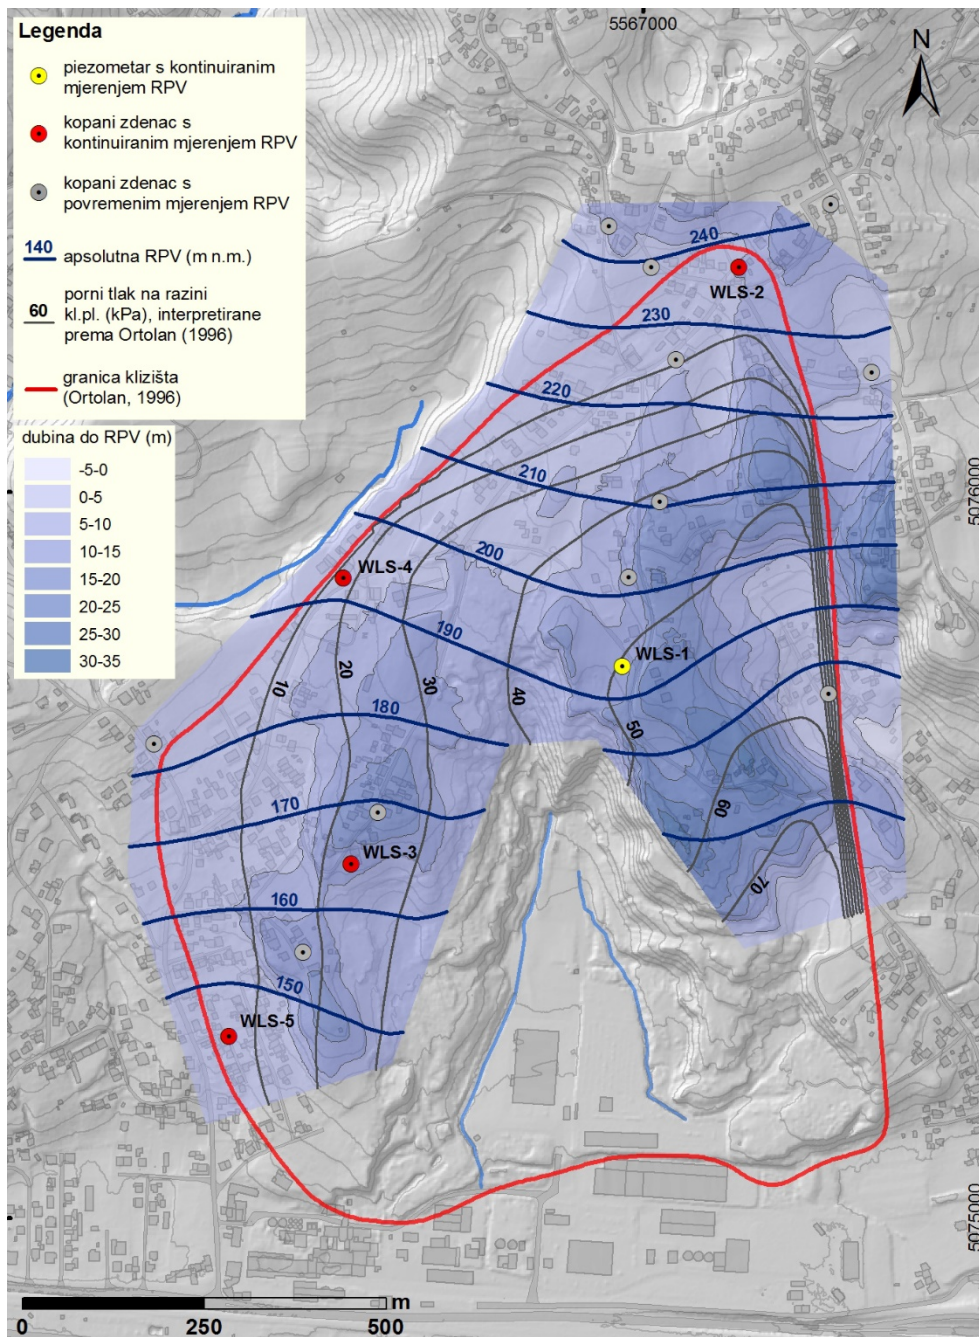 5567000
Legenda
N
piezometar s kontinuiranim
mjerenjem RPV
kopani zdenac s
kontinuiranim mjerenjem RPV
kopani zdenac s
povremenim mjerenjem RPV
140 apsolutna RPV (m n.m.)
60
porni tlak na razini
kl.pl. (kPa), interpretirane
prema Ortolan (1996)
granica klizišta
(Ortolan, 1996)
dubina do RPV (m)
-5-0
0-5
5-10
10-15
15-20
20-25
25-30
30-35
240
WLS-2
230
220
210
5076000
200
WLS-4
190
WLS-1
10
20
30
40
50
180
170
60
WLS-3
70
160
150
WLS-5
5075000
m
0 250 500